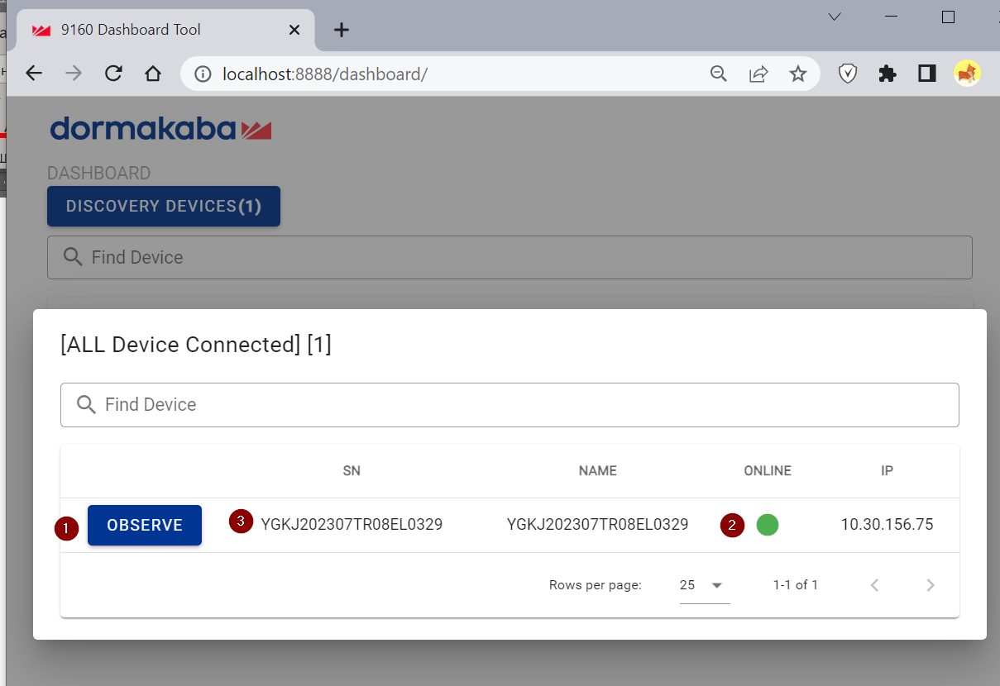 9160 Dashboard Tool
localhost:8888/dashboard/
dormakaba
DASHBOARD
DISCOVERY DEVICES(1)
Find Device
[ALL Device Connected] [1]
Find Device
SN NAME ONLINE IP
1 OBSERVE 3 YGKJ202307TR08EL0329 YGKJ202307TR08EL0329 2 10.30.156.75
Rows per page: 25 1-1 of 1